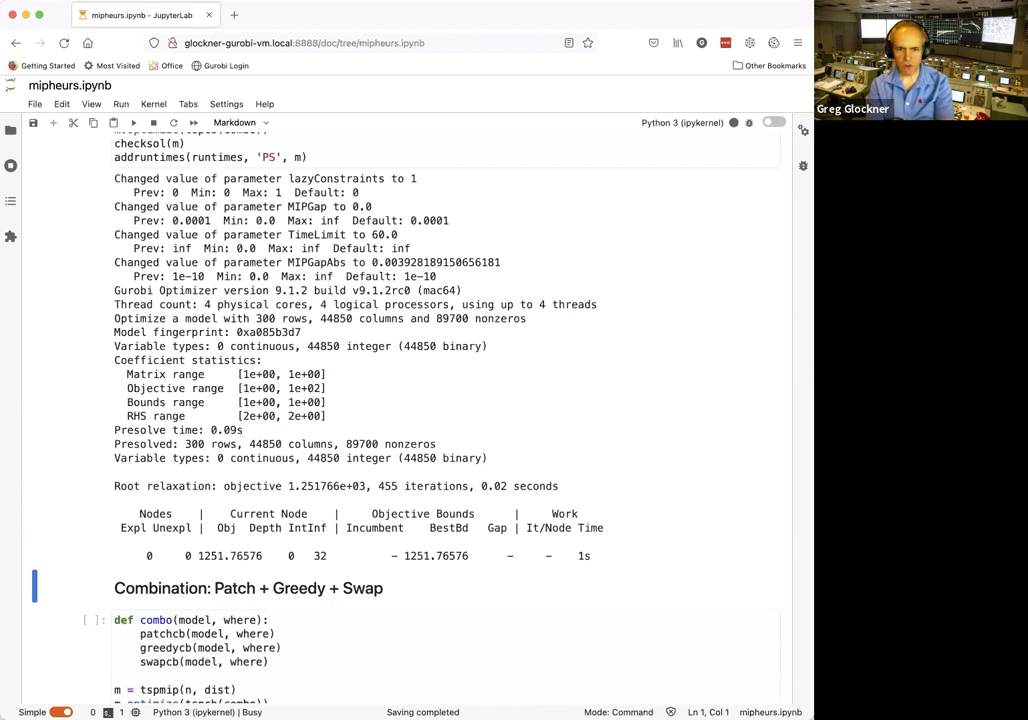 mipheurs.ipynb - JupyterLab
glockner-gurobi-vm.local:8888/doc/tree/mipheurs.ipynb
Getting Started Most Visited Office Gurobi Login Other Bookmarks
Greg Glockner
mipheurs.ipynb
File Edit View Run Kernel Tabs Settings Help
Markdown Python 3 (ipykernel)
checksol(m)
addruntimes(runtimes, 'PS', m)
Changed value of parameter lazyConstraints to 1
Prev: 0 Min: 0 Max: 1 Default: 0
Changed value of parameter MIPGap to 0.0
Prev: 0.0001 Min: 0.0 Max: inf Default: 0.0001
Changed value of parameter TimeLimit to 60.0
Prev: inf Min: 0.0 Max: inf Default: inf
Changed value of parameter MIPGapAbs to 0.003928189150656181
Prev: 1e-10 Min: 0.0 Max: inf Default: 1e-10
Gurobi Optimizer version 9.1.2 build v9.1.2rc0 (mac64)
Thread count: 4 physical cores, 4 logical processors, using up to 4 threads
Optimize a model with 300 rows, 44850 columns and 89700 nonzeros
Model fingerprint: 0xa085b3d7
Variable types: 0 continuous, 44850 integer (44850 binary)
Coefficient statistics:
Matrix range [1e+00, 1e+00]
Objective range [1e+00, 1e+02]
Bounds range [1e+00, 1e+00]
RHS range [2e+00, 2e+00]
Presolve time: 0.09s
Presolved: 300 rows, 44850 columns, 89700 nonzeros
Variable types: 0 continuous, 44850 integer (44850 binary)
Root relaxation: objective 1.251766e+03, 455 iterations, 0.02 seconds
Nodes | Current Node | Objective Bounds | Work
Expl Unexpl | Obj Depth IntInf | Incumbent BestBd Gap | It/Node Time
0 0 1251.76576 0 32 - 1251.76576 - - 1s
Combination: Patch + Greedy + Swap
[ ]: def combo(model, where):
patchcb(model, where)
greedycb(model, where)
swapcb(model, where)
m = tspmip(n, dist)
Simple 0 1 Python 3 (ipykernel) | Busy Saving completed Mode: Command Ln 1, Col 1 mipheurs.ipynb